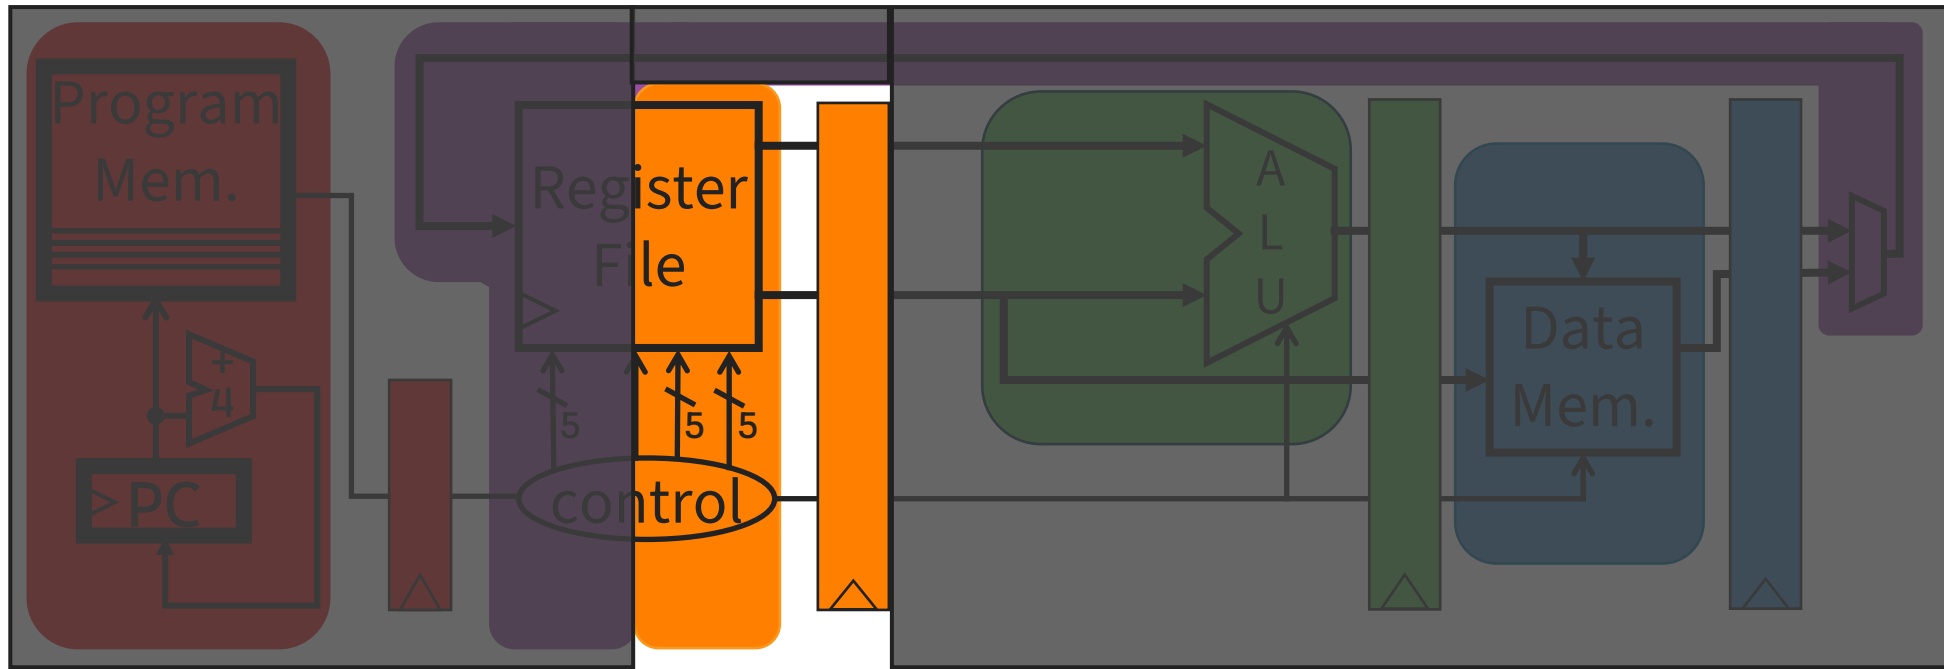 Program
Mem.
+
4
PC
Register
File
5
5
5
control
A
L
U
Data
Mem.